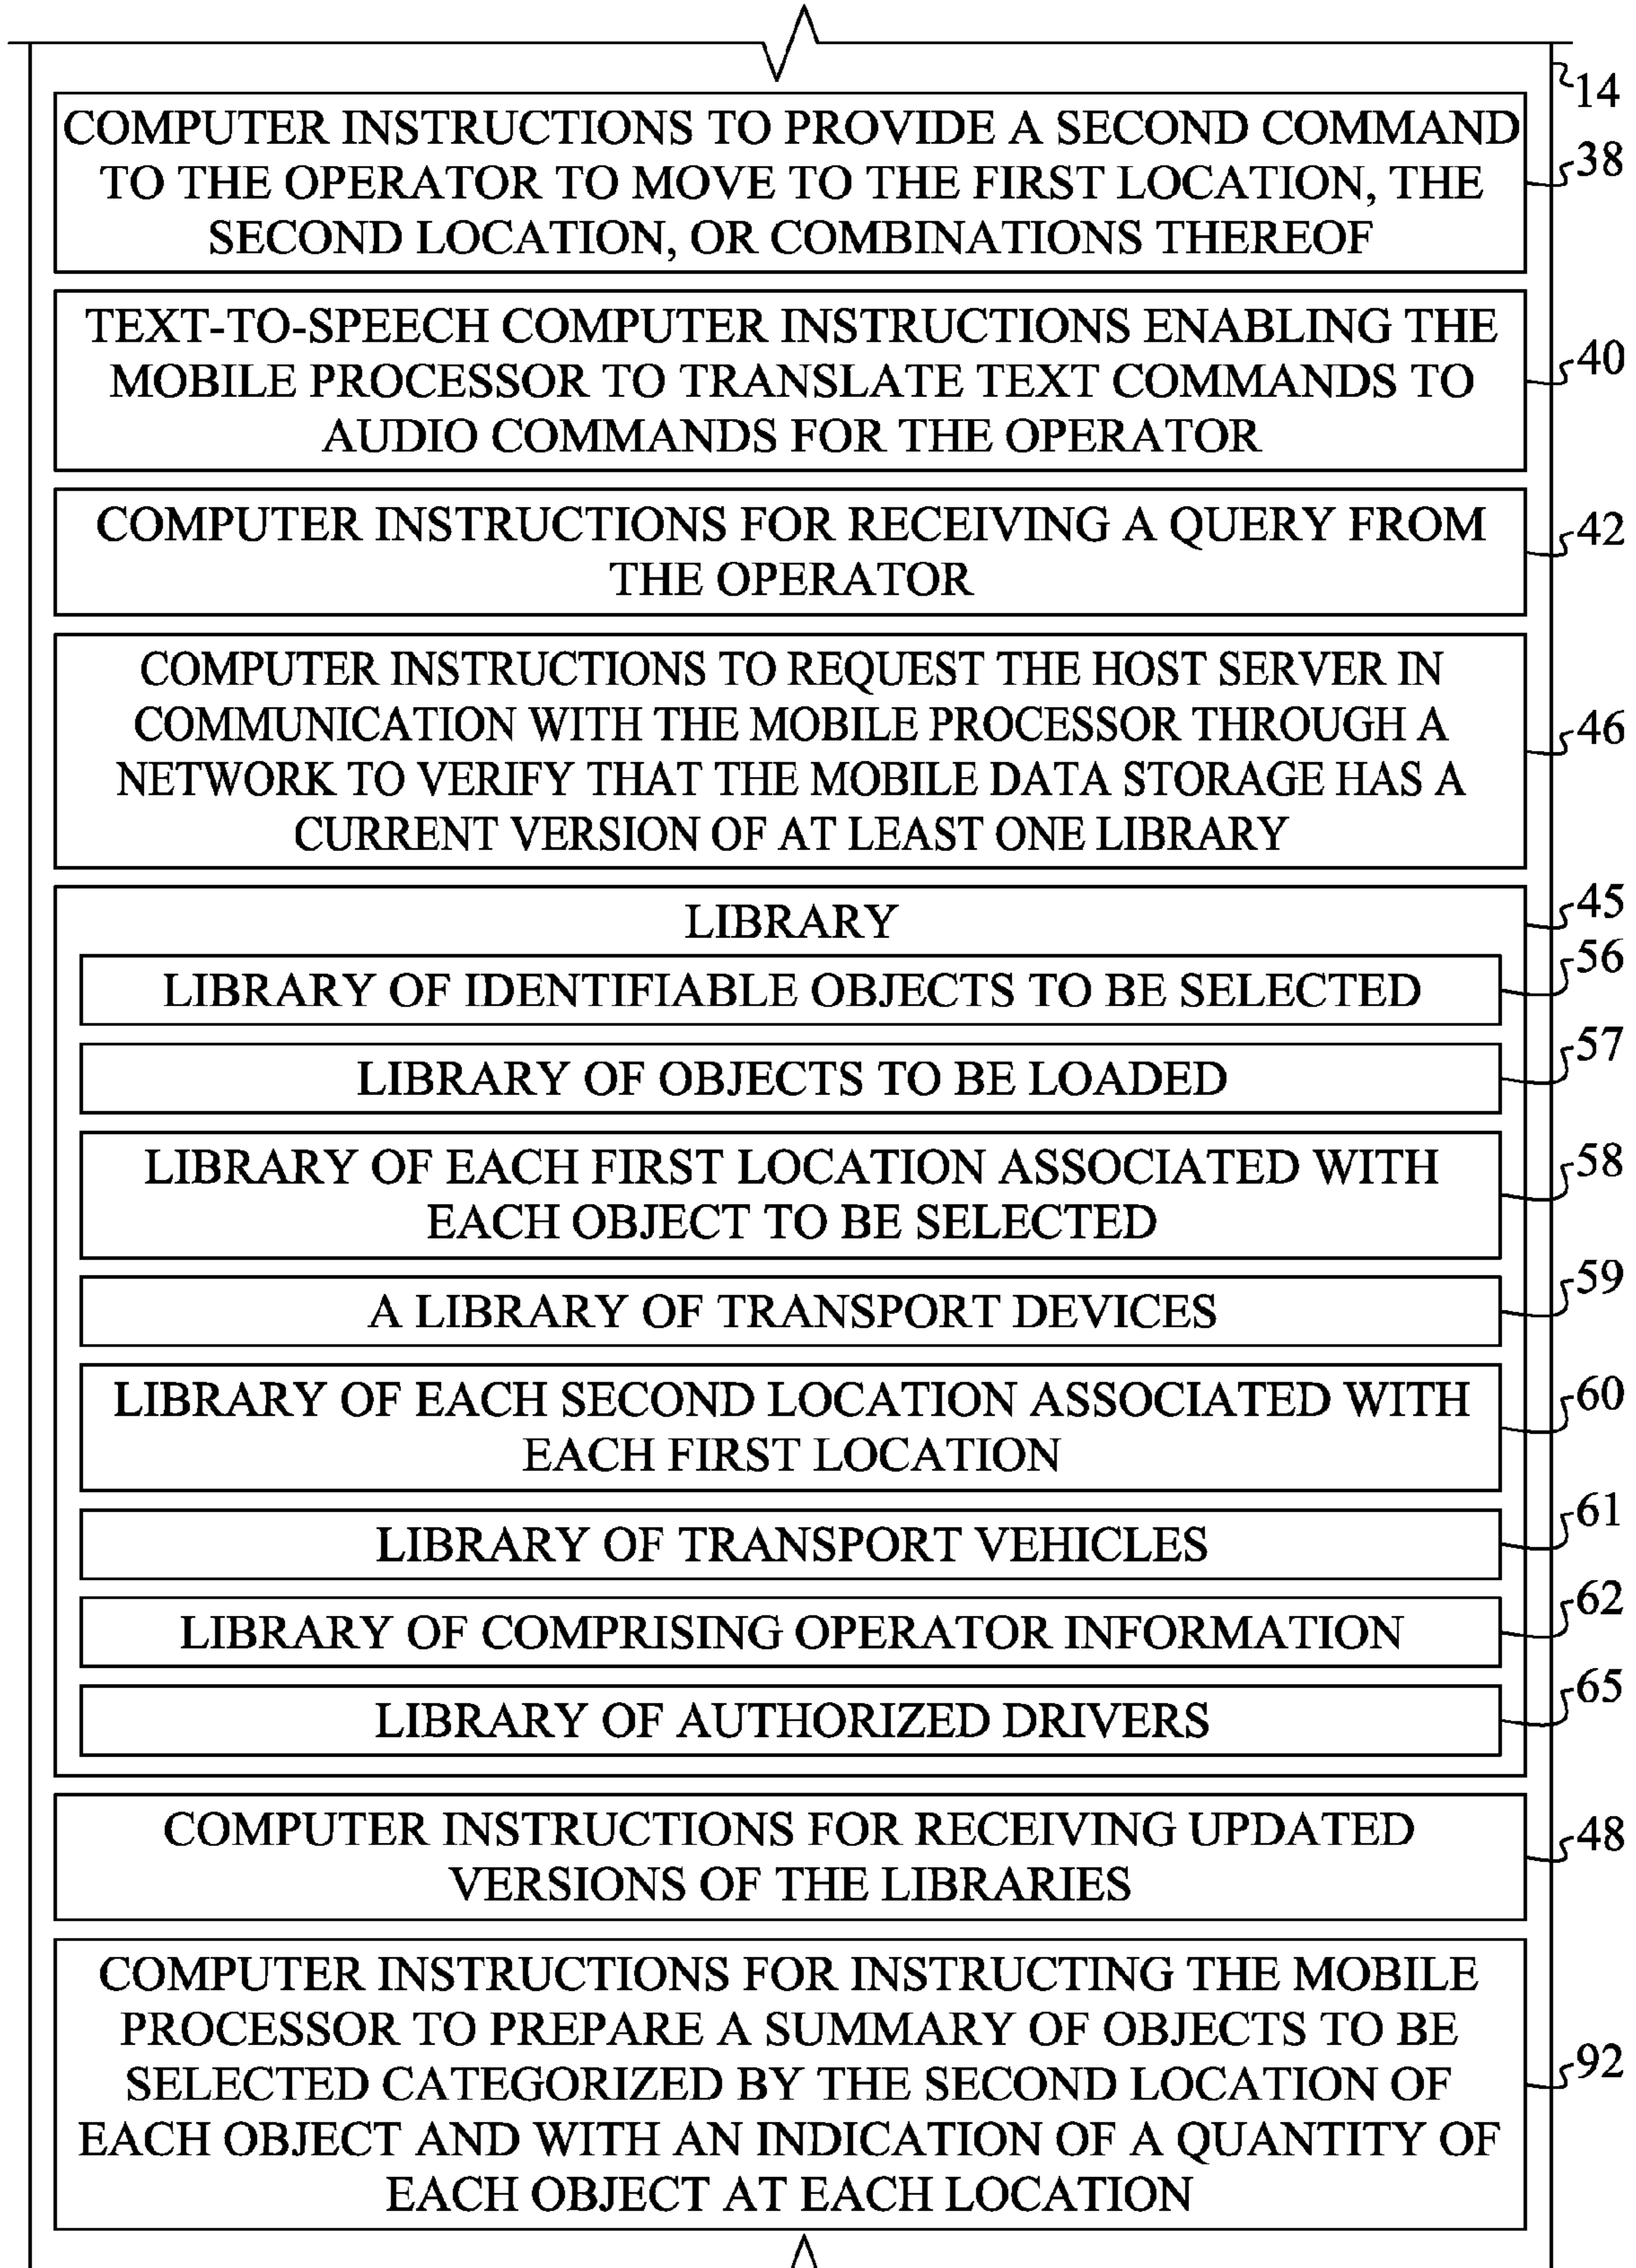 14
COMPUTER INSTRUCTIONS TO PROVIDE A SECOND COMMAND
TO THE OPERATOR TO MOVE TO THE FIRST LOCATION, THE
SECOND LOCATION, OR COMBINATIONS THEREOF
38
TEXT-TO-SPEECH COMPUTER INSTRUCTIONS ENABLING THE
MOBILE PROCESSOR TO TRANSLATE TEXT COMMANDS TO
AUDIO COMMANDS FOR THE OPERATOR
40
COMPUTER INSTRUCTIONS FOR RECEIVING A QUERY FROM
THE OPERATOR
42
COMPUTER INSTRUCTIONS TO REQUEST THE HOST SERVER IN
COMMUNICATION WITH THE MOBILE PROCESSOR THROUGH A
NETWORK TO VERIFY THAT THE MOBILE DATA STORAGE HAS A
CURRENT VERSION OF AT LEAST ONE LIBRARY
46
LIBRARY
45
LIBRARY OF IDENTIFIABLE OBJECTS TO BE SELECTED
56
LIBRARY OF OBJECTS TO BE LOADED
57
LIBRARY OF EACH FIRST LOCATION ASSOCIATED WITH
EACH OBJECT TO BE SELECTED
58
A LIBRARY OF TRANSPORT DEVICES
59
LIBRARY OF EACH SECOND LOCATION ASSOCIATED WITH
EACH FIRST LOCATION
60
LIBRARY OF TRANSPORT VEHICLES
61
LIBRARY OF COMPRISING OPERATOR INFORMATION
62
LIBRARY OF AUTHORIZED DRIVERS
65
COMPUTER INSTRUCTIONS FOR RECEIVING UPDATED
VERSIONS OF THE LIBRARIES
48
COMPUTER INSTRUCTIONS FOR INSTRUCTING THE MOBILE
PROCESSOR TO PREPARE A SUMMARY OF OBJECTS TO BE
SELECTED CATEGORIZED BY THE SECOND LOCATION OF
EACH OBJECT AND WITH AN INDICATION OF A QUANTITY OF
EACH OBJECT AT EACH LOCATION
92